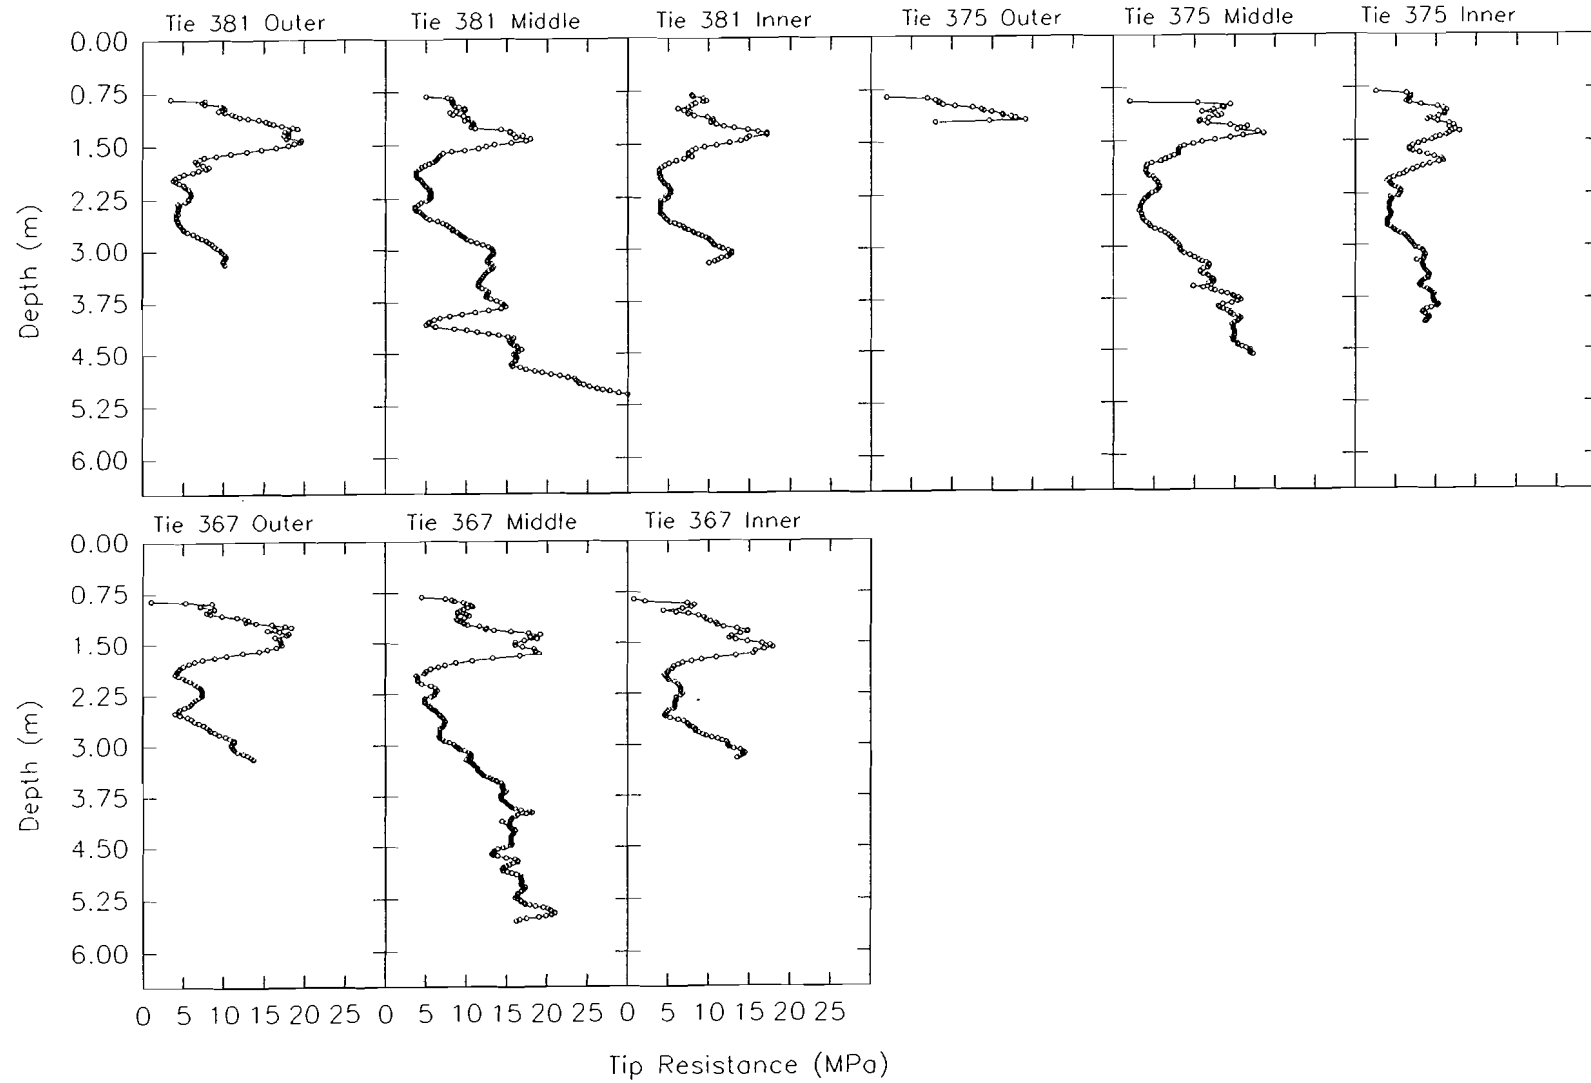 Tie 381 Outer
Tie 381 Middle
Tie 381 Inner
Tie 375 Outer
Tie 375 Middle
Tie 375 Inner
Depth (m)
0.00
0.75
1.50
2.25
3.00
3.75
4.50
5.25
6.00
Tie 367 Outer
Tie 367 Middle
Tie 367 Inner
Depth (m)
0.00
0.75
1.50
2.25
3.00
3.75
4.50
5.25
6.00
0 5 10 15 20 25 0 5 10 15 20 25 0 5 10 15 20 25
Tip Resistance (MPa)